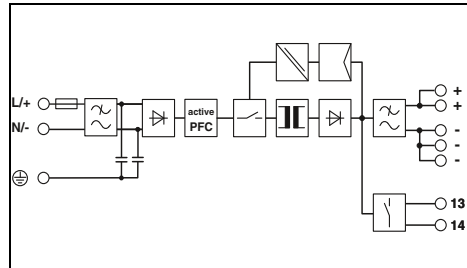 L/+
N/-
active
PFC
+
+
-
-
-
13
14